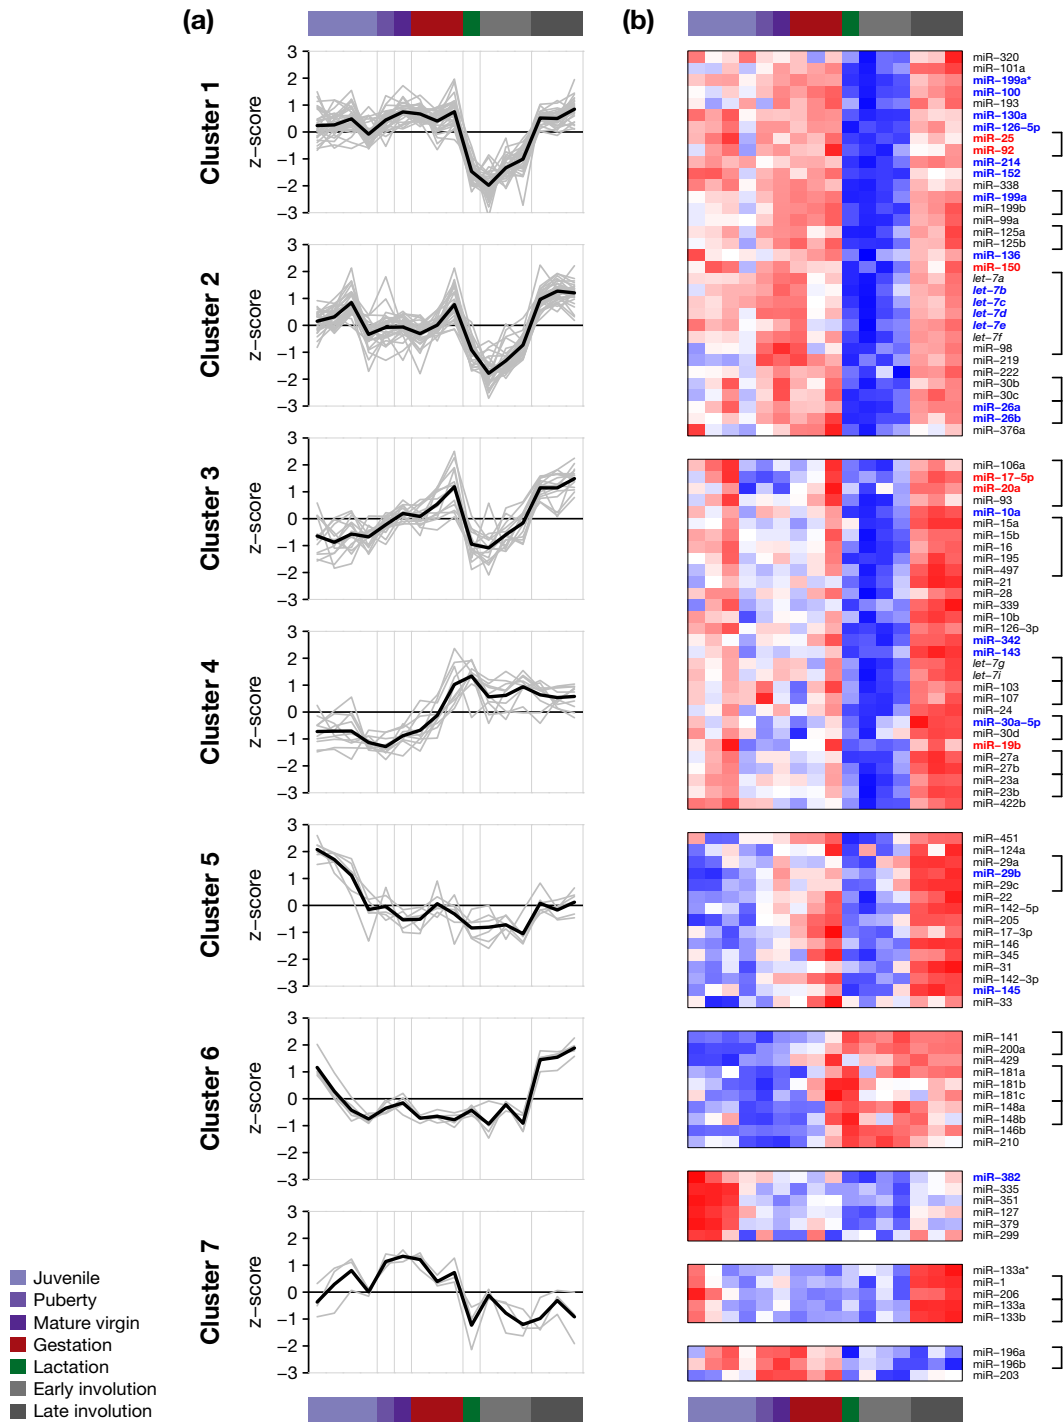 (a)
(b)
Cluster 1
z−score
3
2
1
0
−1
−2
−3
Cluster 2
z−score
3
2
1
0
−1
−2
−3
Cluster 3
z−score
3
2
1
0
−1
−2
−3
Cluster 4
z−score
3
2
1
0
−1
−2
−3
Cluster 5
z−score
3
2
1
0
−1
−2
−3
Cluster 6
z−score
3
2
1
0
−1
−2
−3
Cluster 7
z−score
3
2
1
0
−1
−2
−3
Juvenile
Puberty
Mature virgin
Gestation
Lactation
Early involution
Late involution
miR−320
miR−101a
miR−199a*
miR−100
miR−193
miR−130a
miR−126−5p
miR−25
miR−92
miR−214
miR−152
miR−338
miR−199a
miR−199b
miR−99a
miR−125a
miR−125b
miR−136
miR−150
let−7a
let−7b
let−7c
let−7d
let−7e
let−7f
miR−98
miR−219
miR−222
miR−30b
miR−30c
miR−26a
miR−26b
miR−376a
miR−106a
miR−17−5p
miR−20a
miR−93
miR−10a
miR−15a
miR−15b
miR−16
miR−195
miR−497
miR−21
miR−28
miR−339
miR−10b
miR−126−3p
miR−342
miR−143
let−7g
let−7i
miR−103
miR−107
miR−24
miR−30a−5p
miR−30d
miR−19b
miR−27a
miR−27b
miR−23a
miR−23b
miR−422b
miR−451
miR−124a
miR−29a
miR−29b
miR−29c
miR−22
miR−142−5p
miR−205
miR−17−3p
miR−146
miR−345
miR−31
miR−142−3p
miR−145
miR−33
miR−141
miR−200a
miR−429
miR−181a
miR−181b
miR−181c
miR−148a
miR−148b
miR−146b
miR−210
miR−382
miR−335
miR−351
miR−127
miR−379
miR−299
miR−133a*
miR−1
miR−206
miR−133a
miR−133b
miR−196a
miR−196b
miR−203